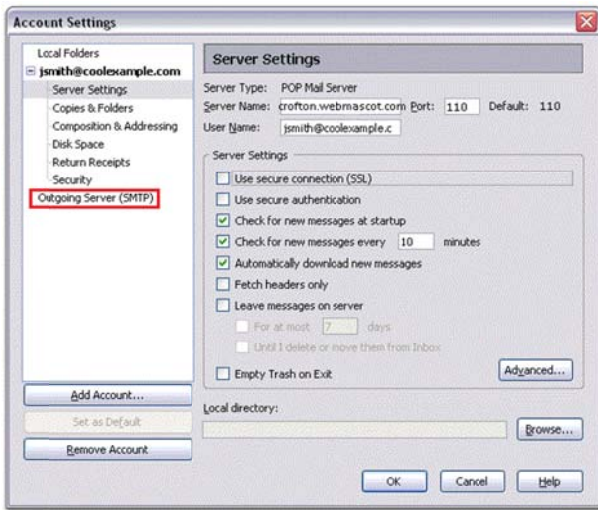 Account Settings
Local Folders
jsmith@coolexample.com
Server Settings
Copies & Folders
Composition & Addressing
Disk Space
Return Receipts
Security
Outgoing Server (SMTP)
Add Account...
Set as Default
Remove Account
Server Settings
Server Type: POP Mail Server
Server Name: crofton.webmascot.com Port: 110 Default: 110
User Name: jsmith@coolexample.c
Server Settings
Use secure connection (SSL)
Use secure authentication
Check for new messages at startup
Check for new messages every 10 minutes
Automatically download new messages
Fetch headers only
Leave messages on server
For at most 7 days
Until I delete or move them from Inbox
Empty Trash on Exit
Advanced...
Local directory:
Browse...
OK Cancel Help